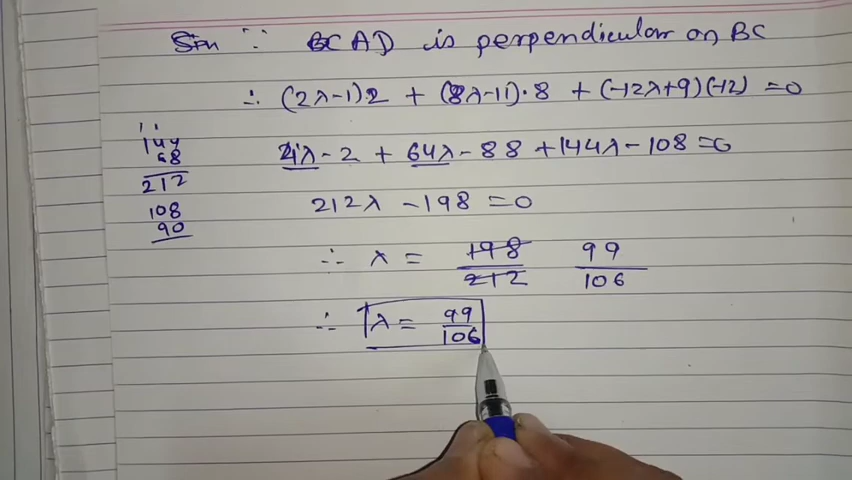 Sin ∵ AD is perpendicular on BC
∴ (2λ-1)2 + (8λ-11)·8 + (-12λ+9)(-12) = 0
4λ - 2 + 64λ - 88 + 144λ - 108 = 0
144
68
212
108
90
212λ - 198 = 0
∴ λ = 198/212 99/106
∴ λ = 99/106